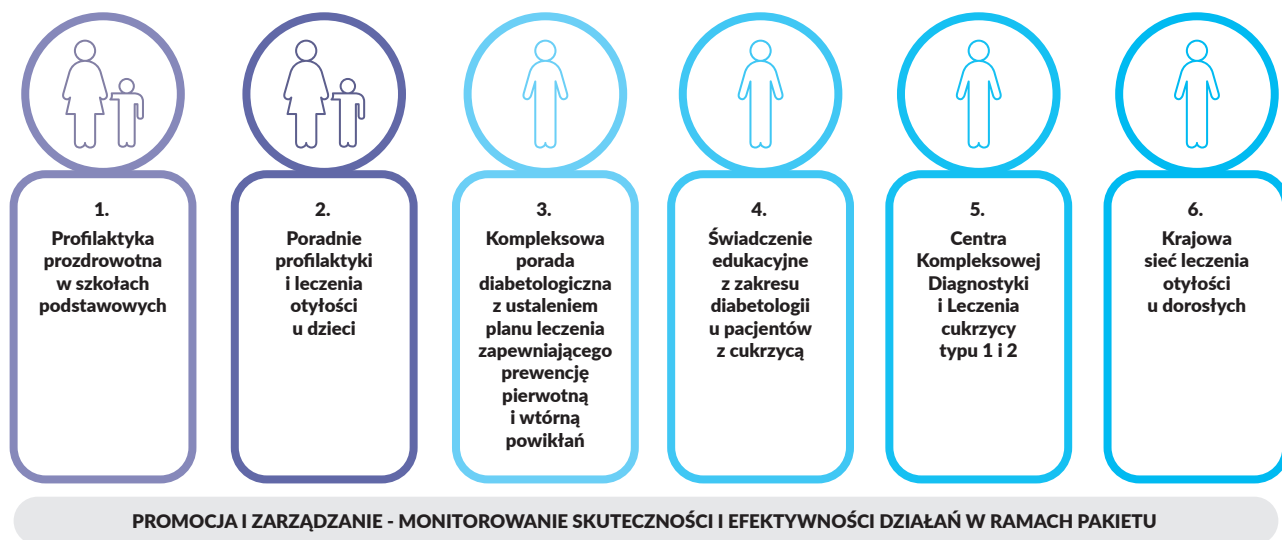 1.
Profilaktyka
prozdrowotna
w szkołach
podstawowych
2.
Poradnie
profilaktyki
i leczenia
otyłości
u dzieci
3.
Kompleksowa
porada
diabetologiczna
z ustaleniem
planu leczenia
zapewniającego
prewencję
pierwotną
i wtórną
powikłań
4.
Świadczenie
edukacyjne
z zakresu
diabetologii
u pacjentów
z cukrzycą
5.
Centra
Kompleksowej
Diagnostyki
i Leczenia
cukrzycy
typu 1 i 2
6.
Krajowa
sieć leczenia
otyłości
u dorosłych
PROMOCJA I ZARZĄDZANIE - MONITOROWANIE SKUTECZNOŚCI I EFEKTYWNOŚCI DZIAŁAŃ W RAMACH PAKIETU